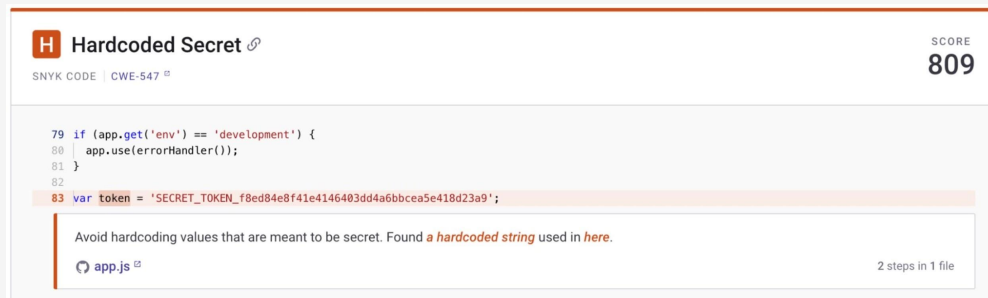 H Hardcoded Secret
SCORE
809
SNYK CODE | CWE-547
79 if (app.get('env') == 'development') {
80 app.use(errorHandler());
81 }
82
83 var token = 'SECRET_TOKEN_f8ed84e8f41e4146403dd4a6bbcea5e418d23a9';
Avoid hardcoding values that are meant to be secret. Found a hardcoded string used in here.
app.js
2 steps in 1 file